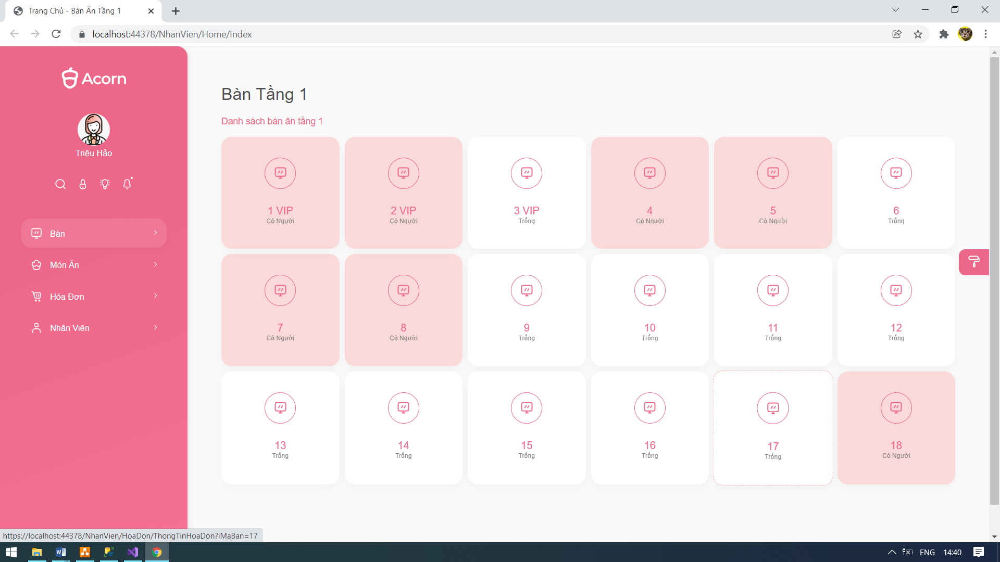 Trang Chủ - Bàn Ăn Tầng 1
localhost:44378/NhanVien/Home/Index
Acorn
Triệu Hảo
Bàn
Món Ăn
Hóa Đơn
Nhân Viên
Bàn Tầng 1
Danh sách bàn ăn tầng 1
1 VIP
Có Người
2 VIP
Có Người
3 VIP
Trống
4
Có Người
5
Có Người
6
Trống
7
Có Người
8
Có Người
9
Trống
10
Trống
11
Trống
12
Trống
13
Trống
14
Trống
15
Trống
16
Trống
17
Trống
18
Có Người
https://localhost:44378/NhanVien/HoaDon/ThongTinHoaDon?iMaBan=17
ENG
14:40